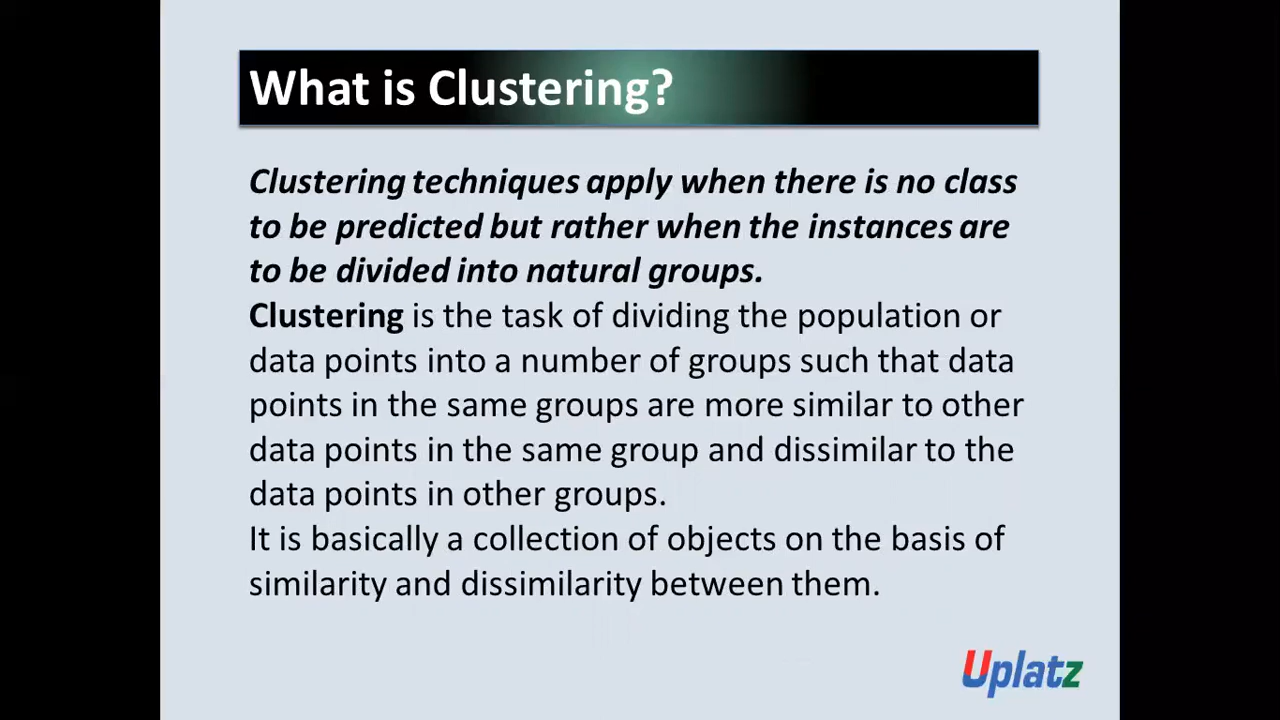 What is Clustering?
Clustering techniques apply when there is no class
to be predicted but rather when the instances are
to be divided into natural groups.
Clustering is the task of dividing the population or
data points into a number of groups such that data
points in the same groups are more similar to other
data points in the same group and dissimilar to the
data points in other groups.
It is basically a collection of objects on the basis of
similarity and dissimilarity between them.
Uplatz